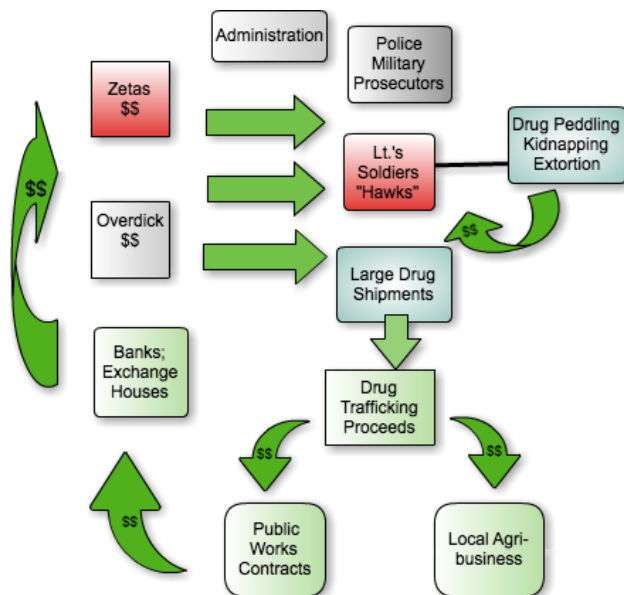 Administration
Police
Military
Prosecutors
Zetas
$$
Drug Peddling
Kidnapping
Extortion
Lt.'s
Soldiers
"Hawks"
$$
Overdick
$$
$$
Large Drug
Shipments
Banks;
Exchange
Houses
Drug
Trafficking
Proceeds
$$
$$
$$
Public
Works
Contracts
Local Agri-
business